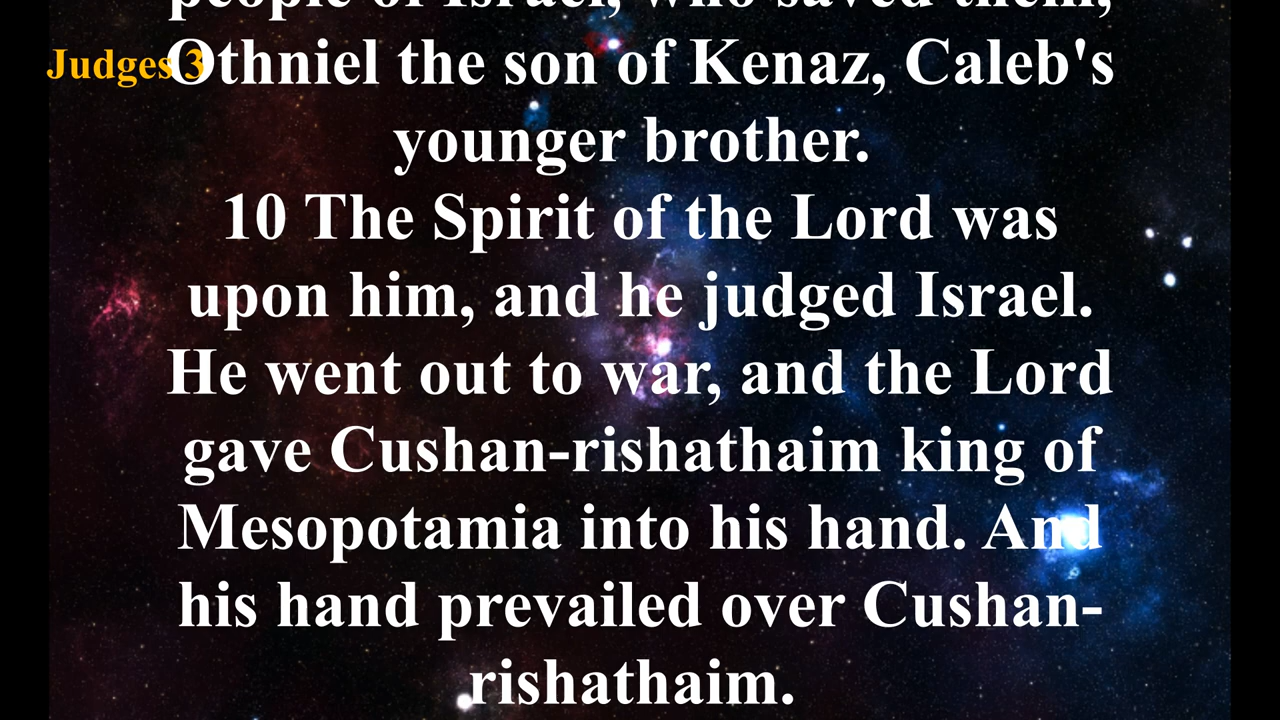 people of Israel, who saved them,
Judges 3
Othniel the son of Kenaz, Caleb's
younger brother.
10 The Spirit of the Lord was
upon him, and he judged Israel.
He went out to war, and the Lord
gave Cushan-rishathaim king of
Mesopotamia into his hand. And
his hand prevailed over Cushan-
rishathaim.